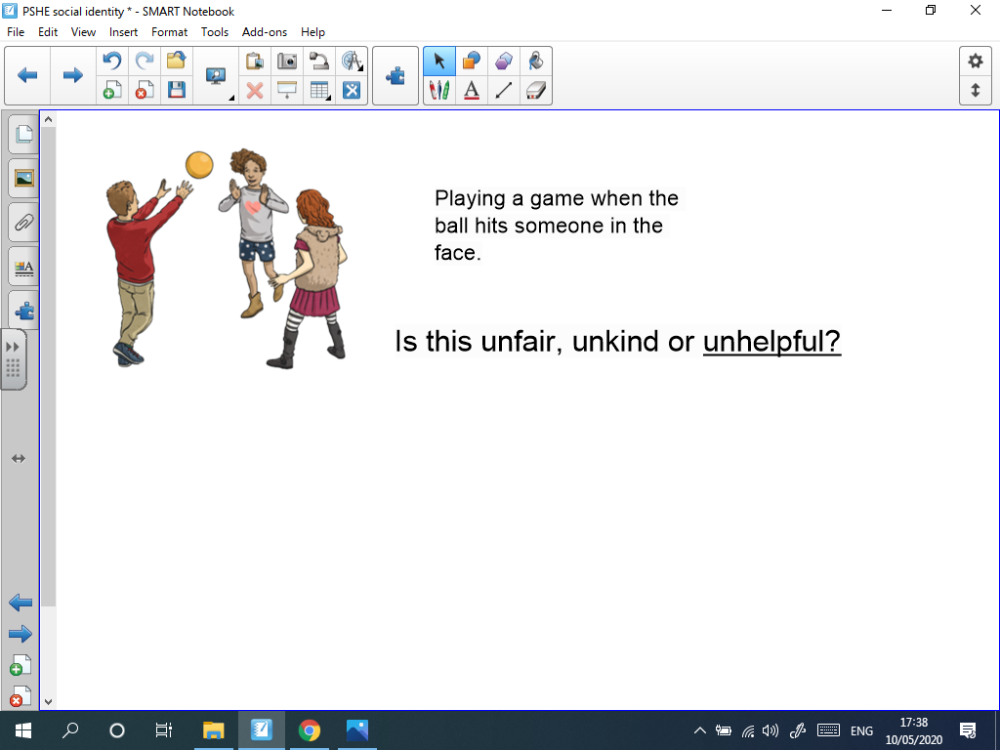 PSHE social identity * - SMART Notebook
File Edit View Insert Format Tools Add-ons Help
Playing a game when the
ball hits someone in the
face.
Is this unfair, unkind or unhelpful?
ENG
17:38
10/05/2020